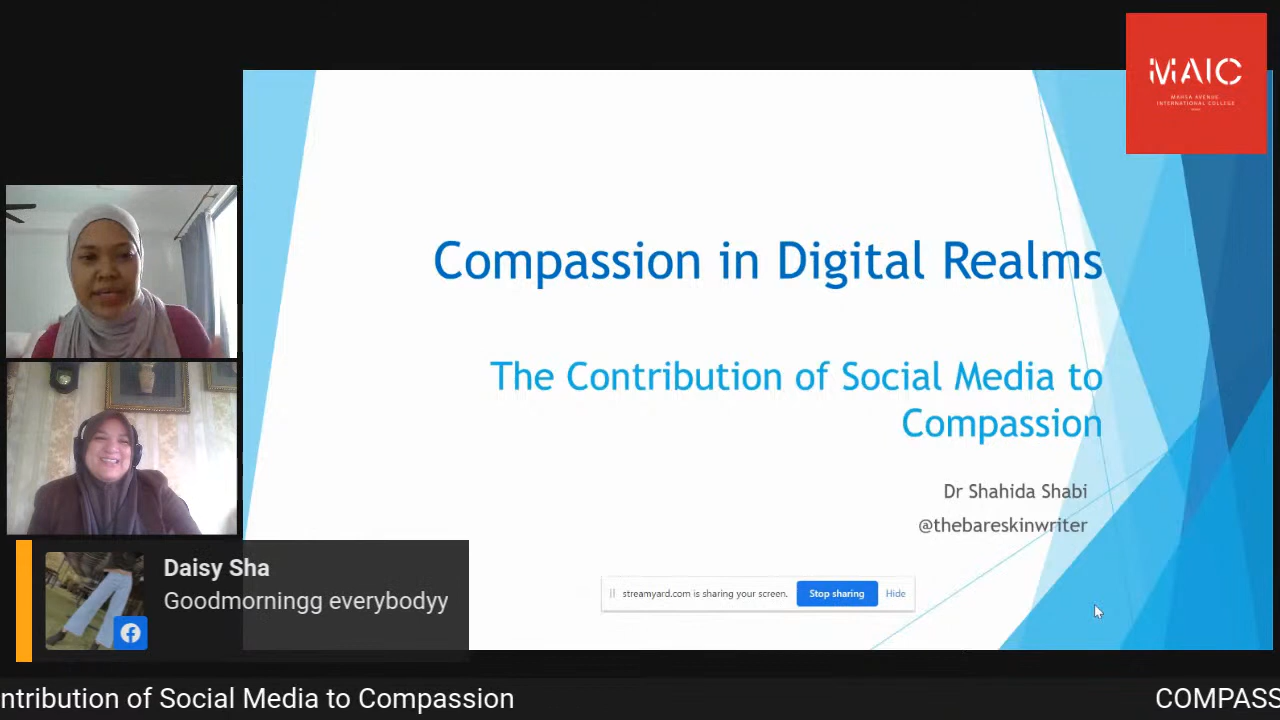 MAIC
MAHSA AVENUE
INTERNATIONAL COLLEGE
Compassion in Digital Realms
The Contribution of Social Media to
Compassion
Dr Shahida Shabi
@thebareskinwriter
streamyard.com is sharing your screen.
Stop sharing
Hide
Daisy Sha
Goodmorningg everybodyy
ntribution of Social Media to Compassion
COMPASS